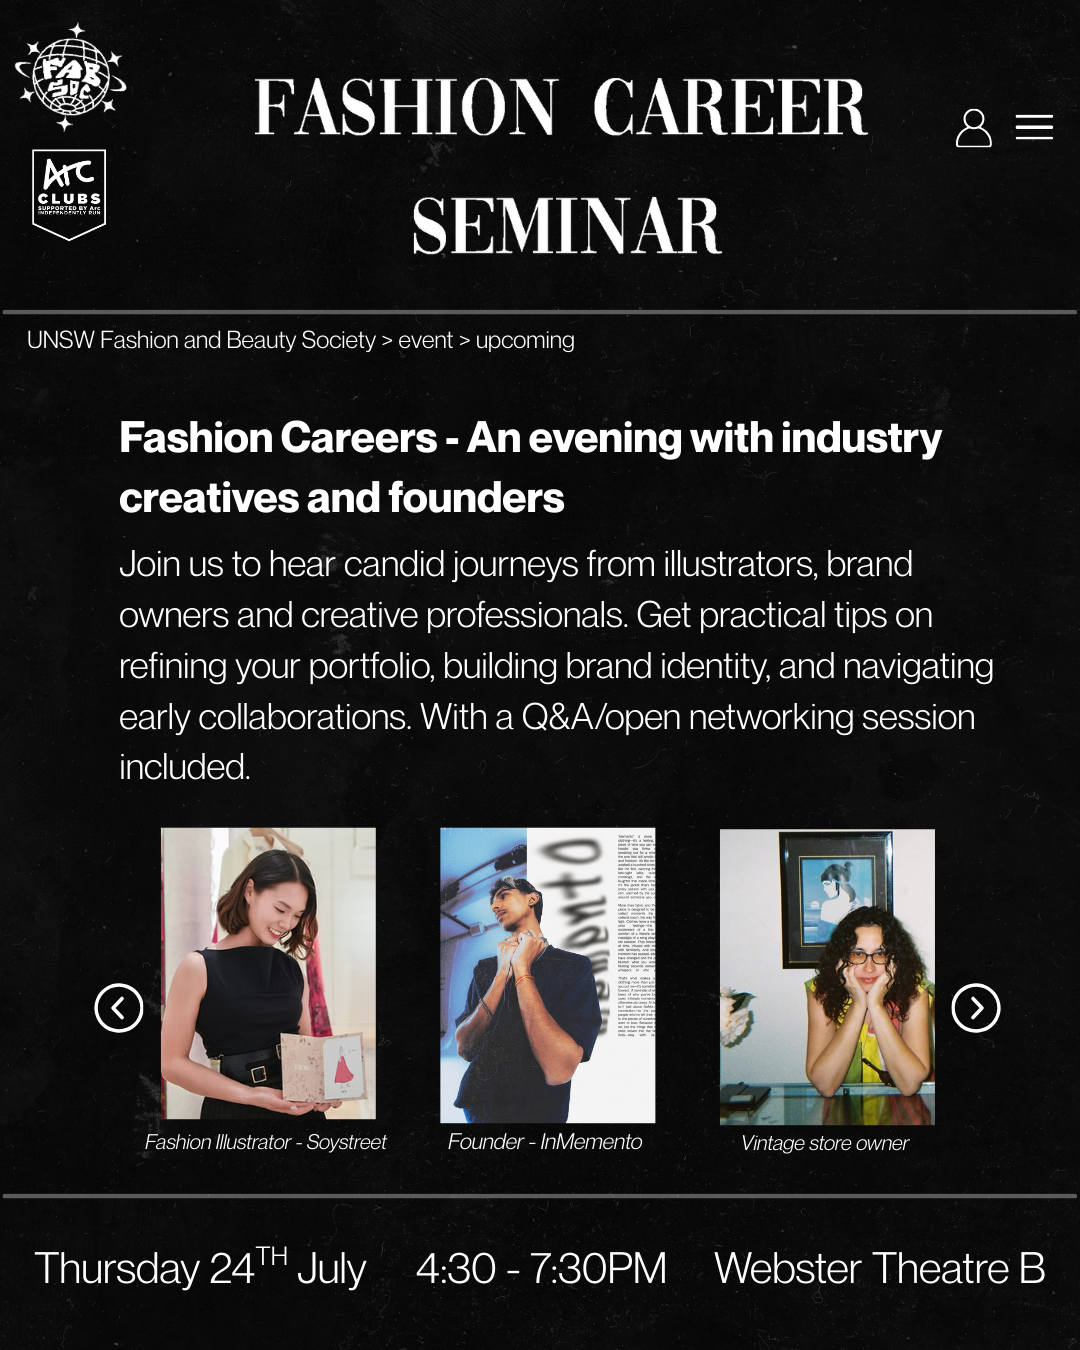 FAB
SOC
Arc
CLUBS
SUPPORTED BY Arc
INDEPENDENTLY RUN
FASHION CAREER
SEMINAR
UNSW Fashion and Beauty Society > event > upcoming
Fashion Careers - An evening with industry
creatives and founders
Join us to hear candid journeys from illustrators, brand
owners and creative professionals. Get practical tips on
refining your portfolio, building brand identity, and navigating
early collaborations. With a Q&A/open networking session
included.
Fashion Illustrator - Soystreet
Founder - InMemento
Vintage store owner
Thursday 24TH July
4:30 - 7:30PM
Webster Theatre B